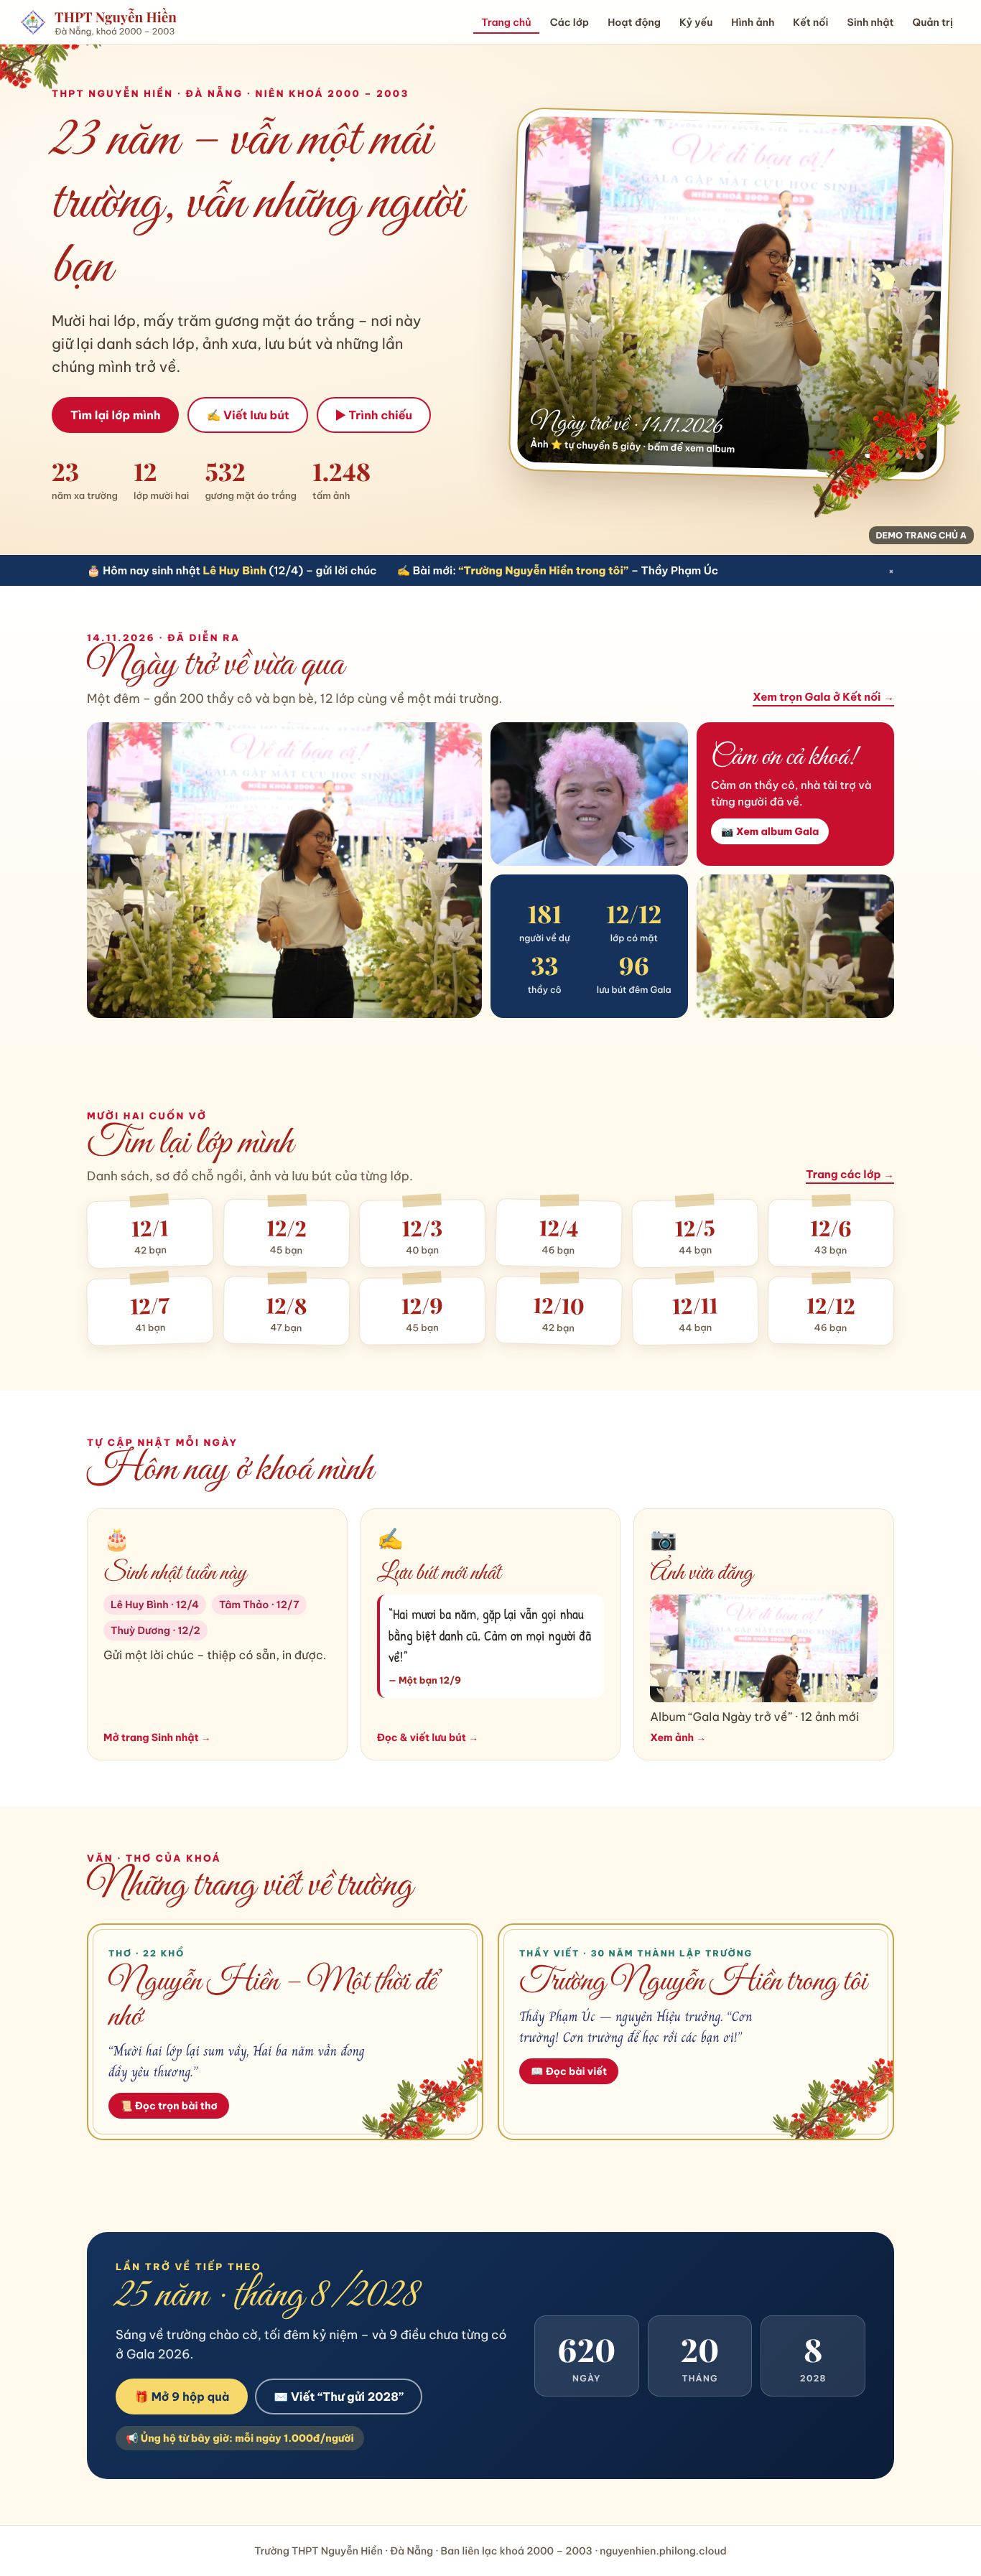 THPT Nguyễn Hiền
Đà Nẵng, khoá 2000 – 2003
Trang chủ Các lớp Hoạt động Kỷ yếu Hình ảnh Kết nối Sinh nhật Quản trị
THPT NGUYỄN HIỀN · ĐÀ NẴNG · NIÊN KHOÁ 2000 – 2003
23 năm – vẫn một mái
trường, vẫn những người
bạn
Mười hai lớp, mấy trăm gương mặt áo trắng – nơi này
giữ lại danh sách lớp, ảnh xưa, lưu bút và những lần
chúng mình trở về.
Tìm lại lớp mình
✍️ Viết lưu bút
▶ Trình chiếu
23 12 532 1.248
năm xa trường lớp mười hai gương mặt áo trắng tấm ảnh
Về đi bạn ơi!
GALA GẶP MẶT CỰU HỌC SINH
NIÊN KHOÁ 2000 - 
Ngày trở về · 14.11.2026
Ảnh ⭐ tự chuyển 5 giây · bấm để xem album
DEMO TRANG CHỦ A
🎂 Hôm nay sinh nhật Lê Huy Bình (12/4) – gửi lời chúc ✍️ Bài mới: “Trường Nguyễn Hiền trong tôi” – Thầy Phạm Úc ×
14.11.2026 · ĐÃ DIỄN RA
Ngày trở về vừa qua
Một đêm – gần 200 thầy cô và bạn bè, 12 lớp cùng về một mái trường.
Xem trọn Gala ở Kết nối →
Về đi bạn ơi!
GALA GẶP MẶT CỰU HỌC SINH
Cảm ơn cả khoá!
Cảm ơn thầy cô, nhà tài trợ và
từng người đã về.
📷 Xem album Gala
181 12/12
người về dự lớp có mặt
33 96
thầy cô lưu bút đêm Gala
MƯỜI HAI CUỐN VỞ
Tìm lại lớp mình
Danh sách, sơ đồ chỗ ngồi, ảnh và lưu bút của từng lớp.
Trang các lớp →
12/1 12/2 12/3 12/4 12/5 12/6
42 bạn 45 bạn 40 bạn 46 bạn 44 bạn 43 bạn
12/7 12/8 12/9 12/10 12/11 12/12
41 bạn 47 bạn 45 bạn 42 bạn 44 bạn 46 bạn
TỰ CẬP NHẬT MỖI NGÀY
Hôm nay ở khoá mình
🎂
Sinh nhật tuần này
Lê Huy Bình · 12/4 Tâm Thảo · 12/7
Thuỳ Dương · 12/2
Gửi một lời chúc – thiệp có sẵn, in được.
Mở trang Sinh nhật →
✍️
Lưu bút mới nhất
"Hai mươi ba năm, gặp lại vẫn gọi nhau
bằng biệt danh cũ. Cảm ơn mọi người đã
về!"
— Một bạn 12/9
Đọc & viết lưu bút →
📷
Ảnh vừa đăng
Album “Gala Ngày trở về” · 12 ảnh mới
Xem ảnh →
VĂN · THƠ CỦA KHOÁ
Những trang viết về trường
THƠ · 22 KHỔ
Nguyễn Hiền – Một thời để
nhớ
“Mười hai lớp lại sum vầy, Hai ba năm vẫn đong
đầy yêu thương.”
📜 Đọc trọn bài thơ
THẦY VIẾT · 30 NĂM THÀNH LẬP TRƯỜNG
Trường Nguyễn Hiền trong tôi
Thầy Phạm Úc — nguyên Hiệu trưởng. “Cơn
trường! Cơn trường để học rồi các bạn ơi!”
📖 Đọc bài viết
LẦN TRỞ VỀ TIẾP THEO
25 năm · tháng 8/2028
Sáng về trường chào cờ, tối đêm kỷ niệm – và 9 điều chưa từng có
ở Gala 2026.
🎁 Mở 9 hộp quà
✉️ Viết “Thư gửi 2028”
📢 Ủng hộ từ bây giờ: mỗi ngày 1.000đ/người
620 20 8
NGÀY THÁNG 2028
Trường THPT Nguyễn Hiền · Đà Nẵng · Ban liên lạc khoá 2000 – 2003 · nguyenhien.philong.cloud